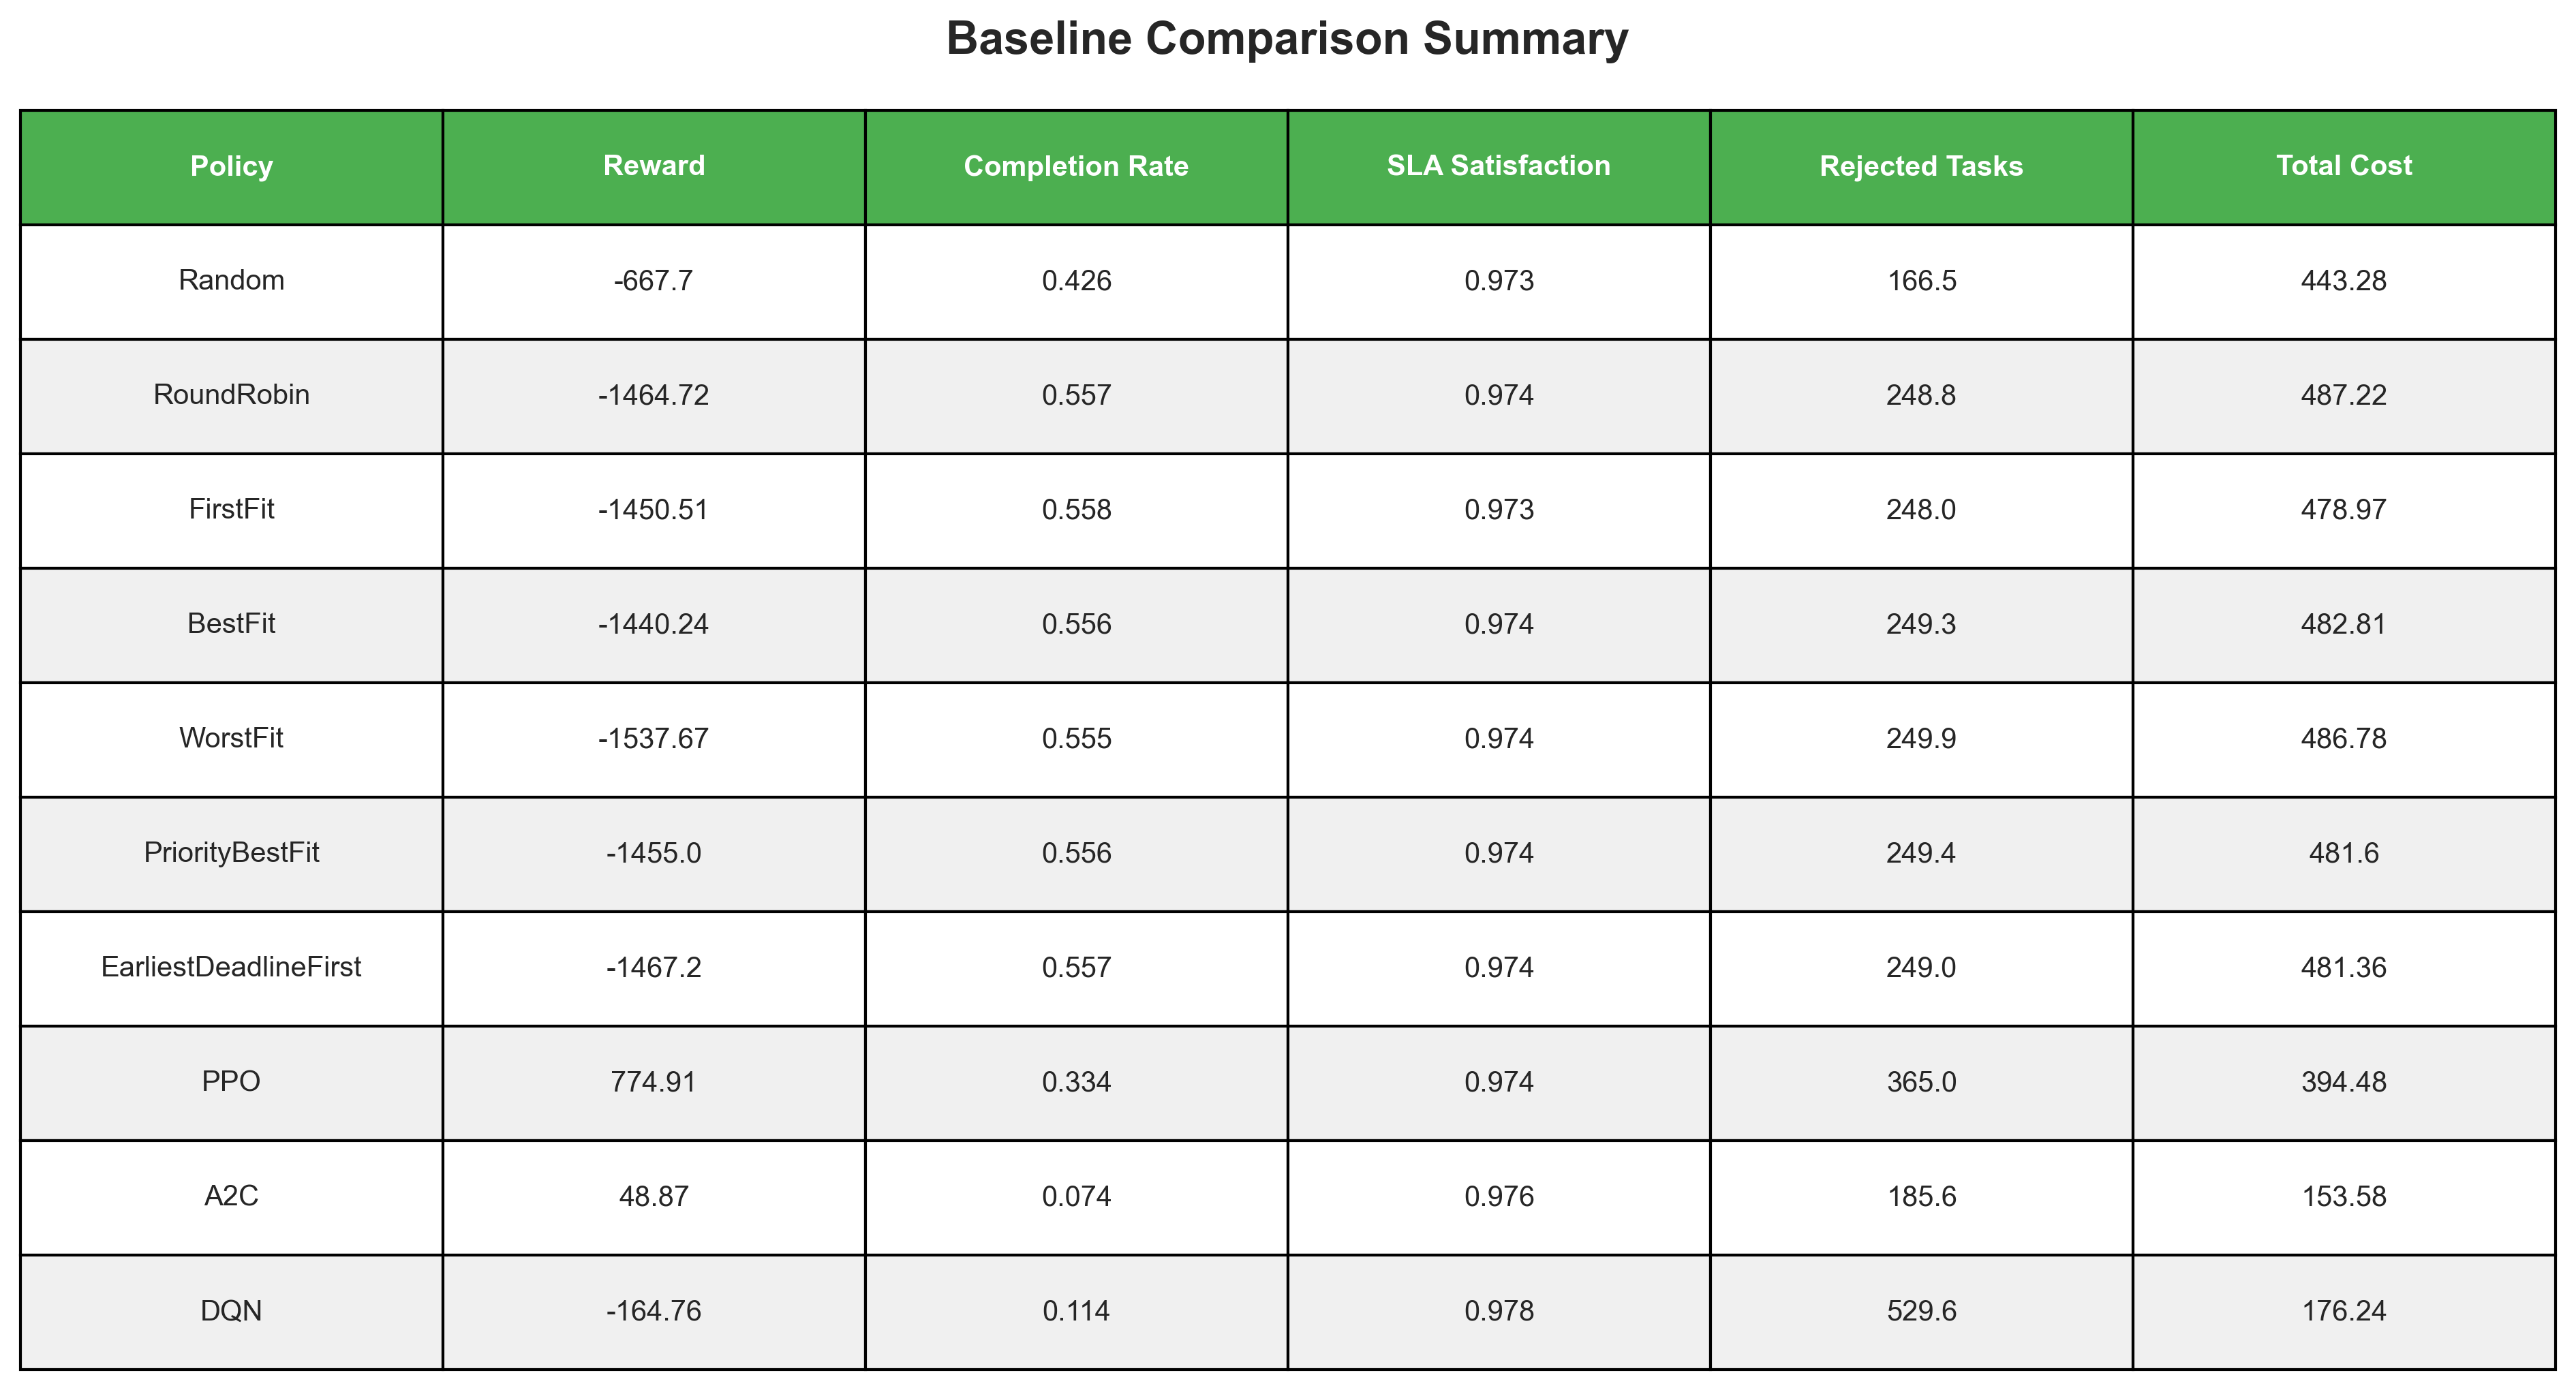 Baseline Comparison Summary
Policy Reward Completion Rate SLA Satisfaction Rejected Tasks Total Cost
Random -667.7 0.426 0.973 166.5 443.28
RoundRobin -1464.72 0.557 0.974 248.8 487.22
FirstFit -1450.51 0.558 0.973 248.0 478.97
BestFit -1440.24 0.556 0.974 249.3 482.81
WorstFit -1537.67 0.555 0.974 249.9 486.78
PriorityBestFit -1455.0 0.556 0.974 249.4 481.6
EarliestDeadlineFirst -1467.2 0.557 0.974 249.0 481.36
PPO 774.91 0.334 0.974 365.0 394.48
A2C 48.87 0.074 0.976 185.6 153.58
DQN -164.76 0.114 0.978 529.6 176.24